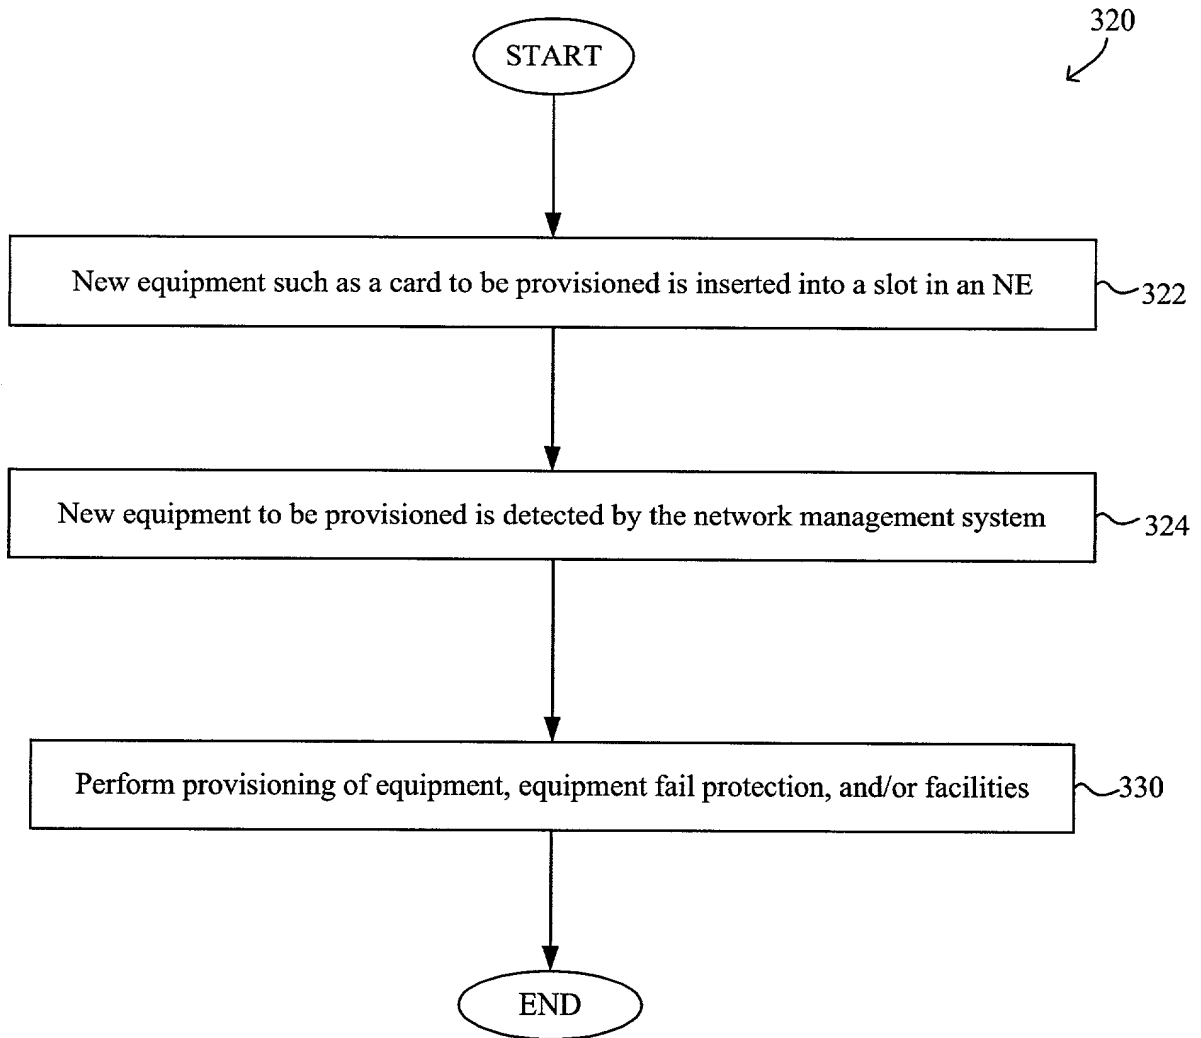 320
START
New equipment such as a card to be provisioned is inserted into a slot in an NE
322
New equipment to be provisioned is detected by the network management system
324
Perform provisioning of equipment, equipment fail protection, and/or facilities
330
END